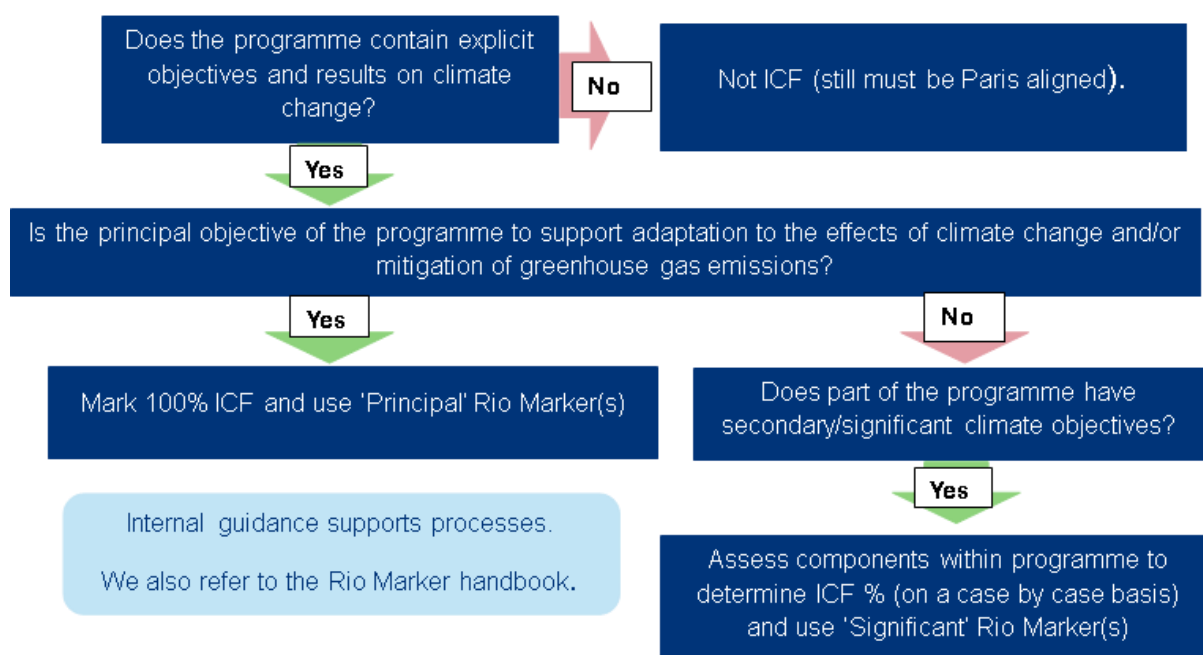 Does the programme contain explicit
objectives and results on climate
change?
No
Not ICF (still must be Paris aligned).
Yes
Is the principal objective of the programme to support adaptation to the effects of climate change and/or
mitigation of greenhouse gas emissions?
Yes
No
Mark 100% ICF and use 'Principal' Rio Marker(s)
Does part of the programme have
secondary/significant climate objectives?
Yes
Internal guidance supports processes.
We also refer to the Rio Marker handbook.
Assess components within programme to
determine ICF % (on a case by case basis)
and use 'Significant' Rio Marker(s)